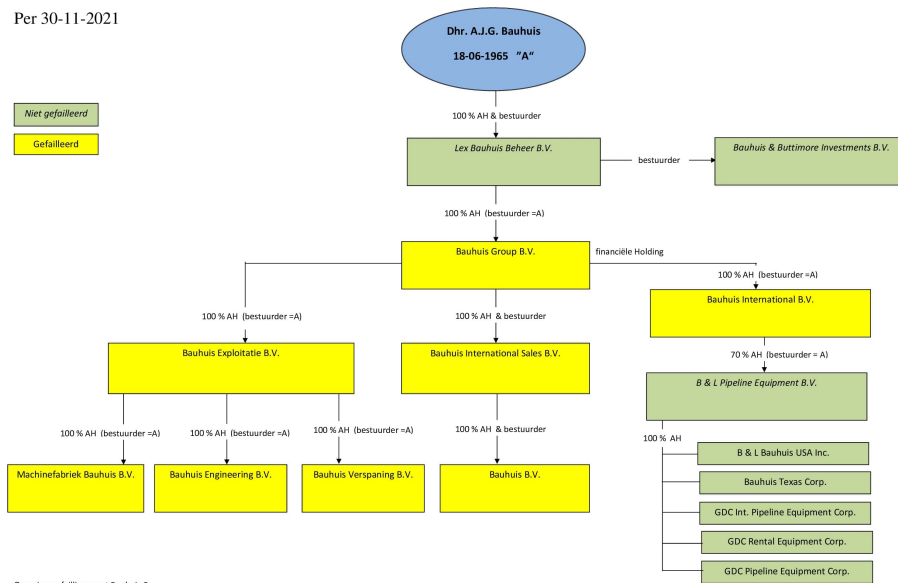 Per 30-11-2021
Dhr. A.J.G. Bauhuis
18-06-1965 "A"
Niet gefailleerd
Gefailleerd
100 % AH & bestuurder
Lex Bauhuis Beheer B.V.
bestuurder
Bauhuis & Buttimore Investments B.V.
100 % AH (bestuurder =A)
Bauhuis Group B.V.
financiële Holding
100 % AH (bestuurder =A)
Bauhuis International B.V.
100 % AH (bestuurder =A)
100 % AH & bestuurder
Bauhuis Exploitatie B.V.
Bauhuis International Sales B.V.
70 % AH (bestuurder = A)
B & L Pipeline Equipment B.V.
100 % AH (bestuurder =A)
100 % AH (bestuurder =A)
100 % AH (bestuurder =A)
100 % AH & bestuurder
100 % AH
Machinefabriek Bauhuis B.V.
Bauhuis Engineering B.V.
Bauhuis Verspaning B.V.
Bauhuis B.V.
B & L Bauhuis USA Inc.
Bauhuis Texas Corp.
GDC Int. Pipeline Equipment Corp.
GDC Rental Equipment Corp.
GDC Pipeline Equipment Corp.